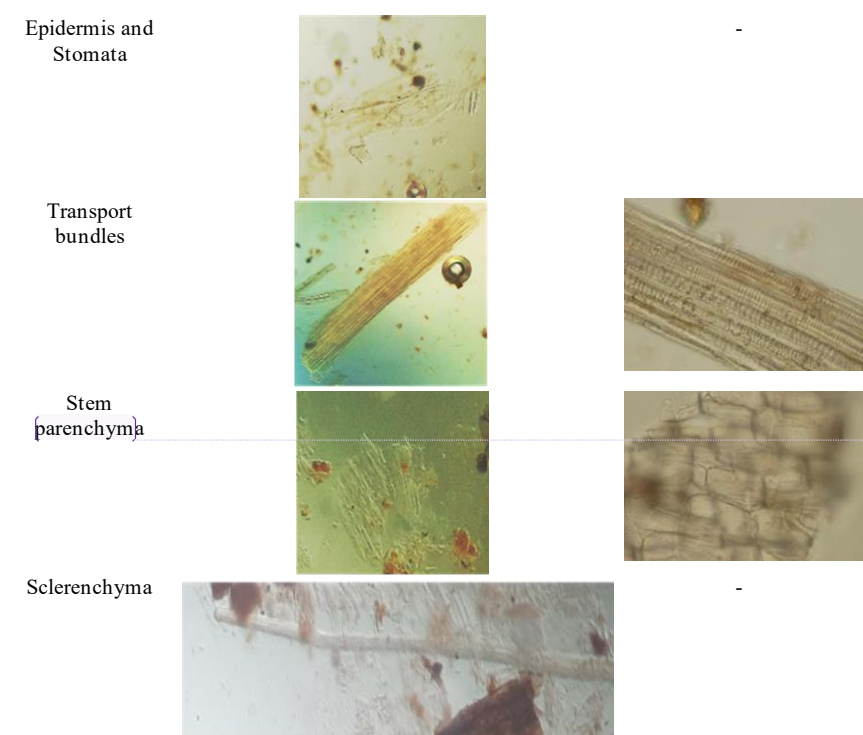 Epidermis and
Stomata
-
Transport
bundles
Stem
parenchyma
Sclerenchyma
-